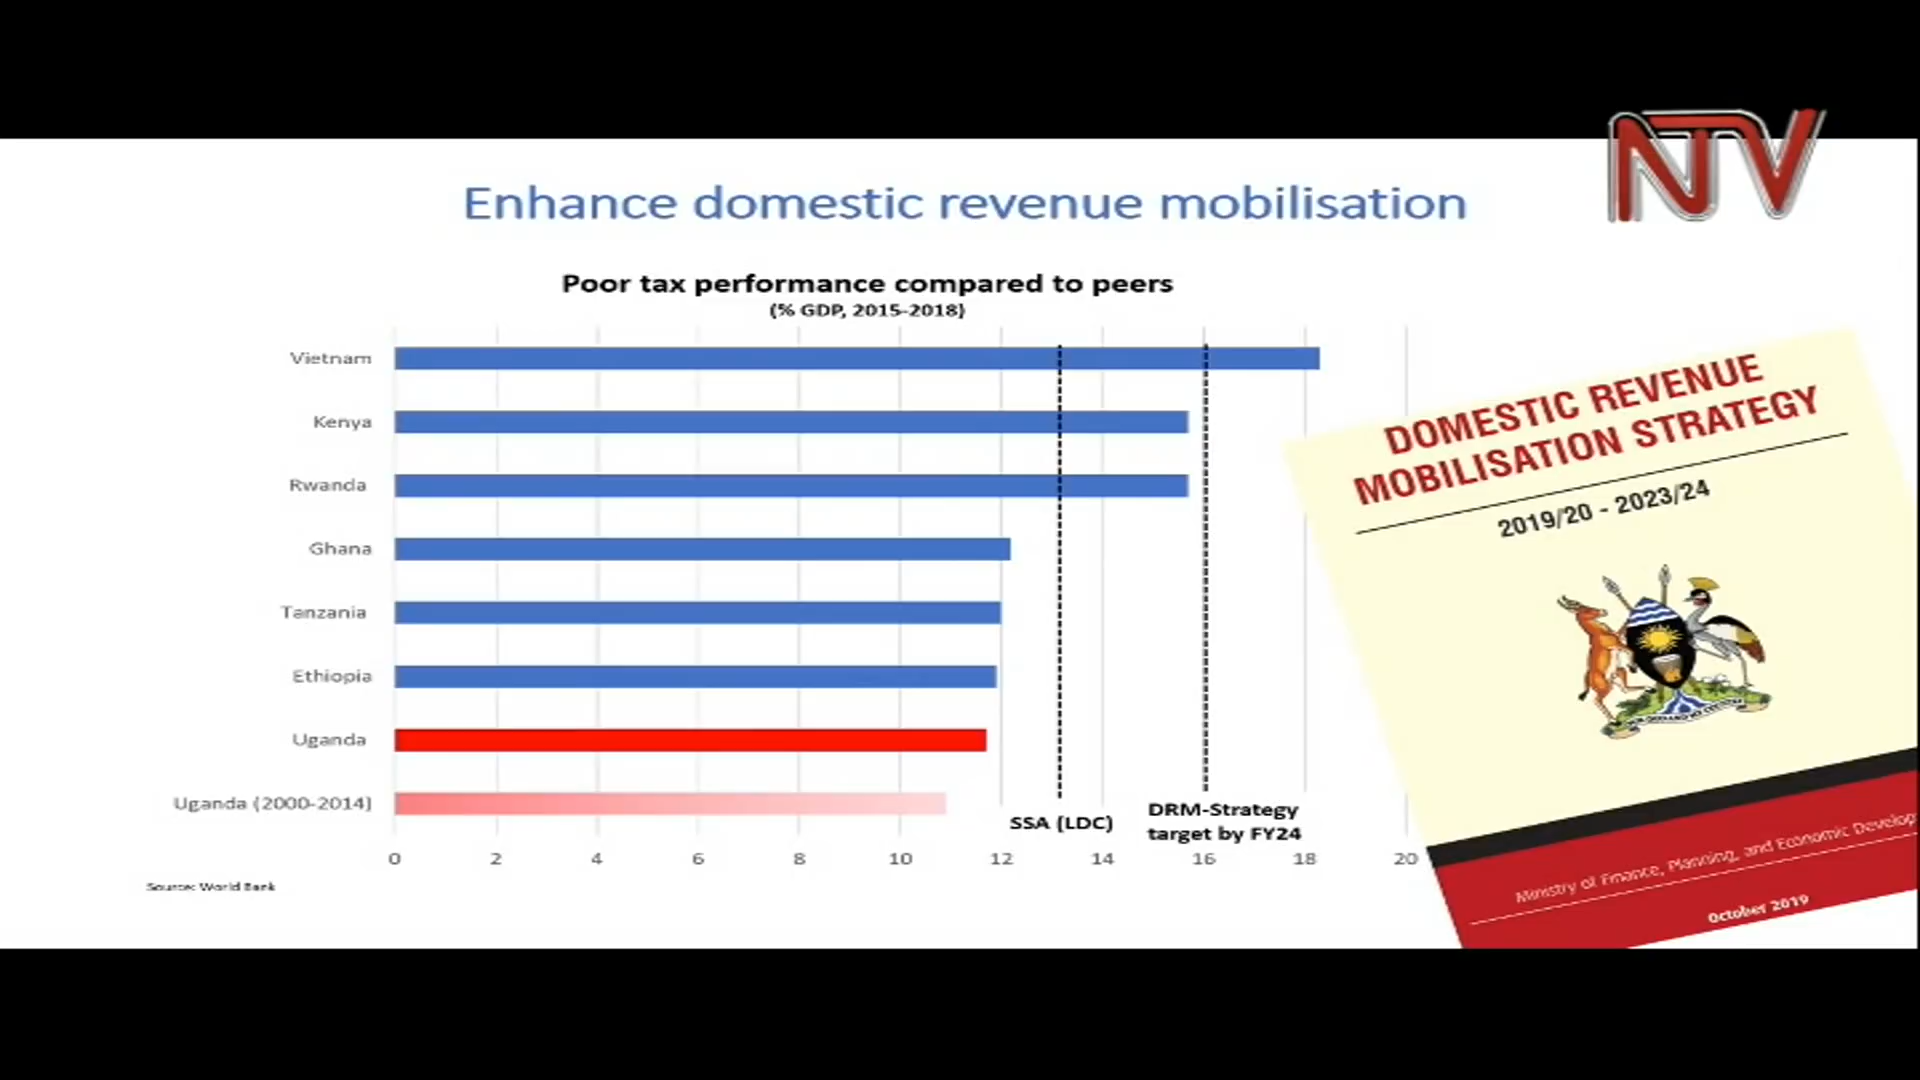 NTV
Enhance domestic revenue mobilisation
Poor tax performance compared to peers
(% GDP, 2015-2018)
Vietnam
Kenya
Rwanda
Ghana
Tanzania
Ethiopia
Uganda
Uganda (2000-2014)
SSA (LDC)
DRM-Strategy
target by FY24
0 2 4 6 8 10 12 14 16 18 20
Source: World Bank
DOMESTIC REVENUE
MOBILISATION STRATEGY
2019/20 - 2023/24
Ministry of Finance, Planning, and Economic Develop
October 2019